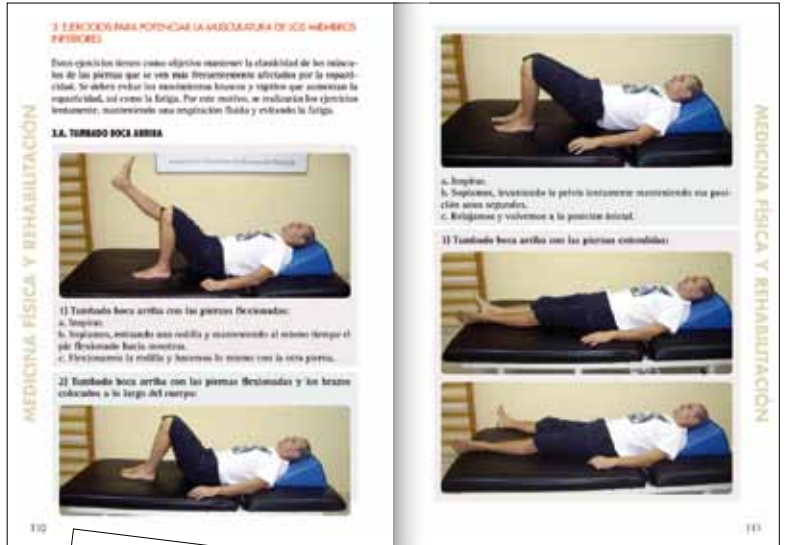 3. EJERCICIOS PARA POTENCIAR LA MUSCULATURA DE LOS MIEMBROS
INFERIORES
Estos ejercicios tienen como objetivo mantener la elasticidad de los múscu-
los de las piernas que se ven más frecuentemente afectados por la espasti-
cidad. Se deben evitar los movimientos bruscos y rápidos que aumentan la
espasticidad, así como la fatiga. Por este motivo, se realizarán los ejercicios
lentamente, manteniendo una respiración fluida y evitando la fatiga.
3.A. TUMBADO BOCA ARRIBA
1) Tumbado boca arriba con las piernas flexionadas:
a. Inspirar.
b. Soplamos, estirando una rodilla y manteniendo al mismo tiempo el
pie flexionado hacia nosotros.
c. Flexionamos la rodilla y hacemos lo mismo con la otra pierna.
2) Tumbado boca arriba con las piernas flexionadas y los brazos
colocados a lo largo del cuerpo:
MEDICINA FÍSICA Y REHABILITACIÓN
110
a. Inspirar.
b. Soplamos, levantando la pelvis lentamente manteniendo esa posi-
ción unos segundos.
c. Relajamos y volvemos a la posición inicial.
3) Tumbado boca arriba con las piernas extendidas:
MEDICINA FÍSICA Y REHABILITACIÓN
111